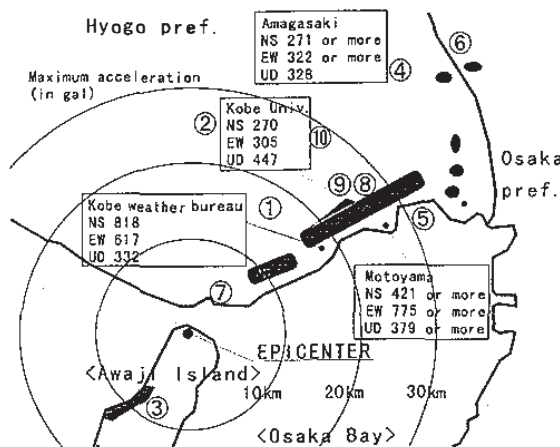 Hyogo pref.
Maximum acceleration
(in gal)
Amagasaki
NS 271 or more
EW 322 or more
UD 328
④
⑥
②
Kobe Univ.
NS 270
EW 305
UD 447
⑩
Osaka
pref.
Kobe weather bureau
NS 818
EW 617
UD 332
①
⑨⑧
⑤
⑦
Motoyama
NS 421 or more
EW 775 or more
UD 379 or more
EPICENTER
<Awaji Island>
10km
20km
30km
③
<Osaka Bay>